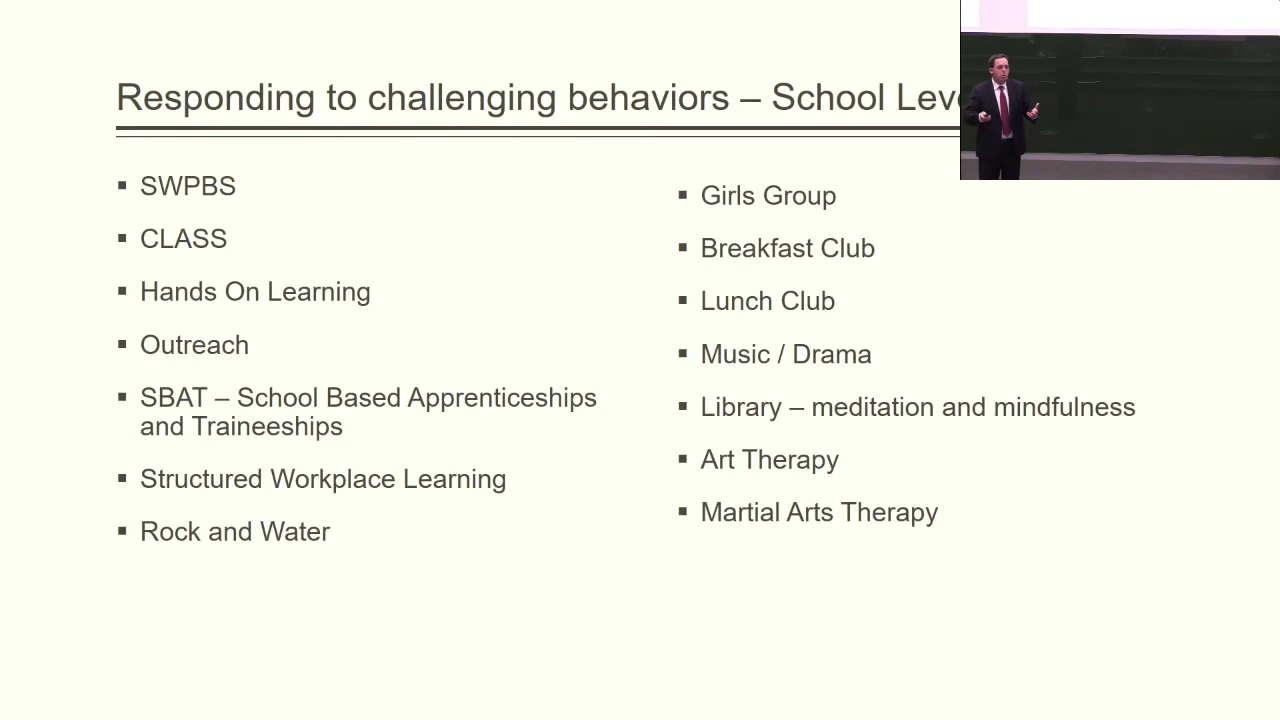 Responding to challenging behaviors – School
SWPBS
CLASS
Hands On Learning
Outreach
SBAT – School Based Apprenticeships
and Traineeships
Structured Workplace Learning
Rock and Water
Girls Group
Breakfast Club
Lunch Club
Music / Drama
Library – meditation and mindfulness
Art Therapy
Martial Arts Therapy